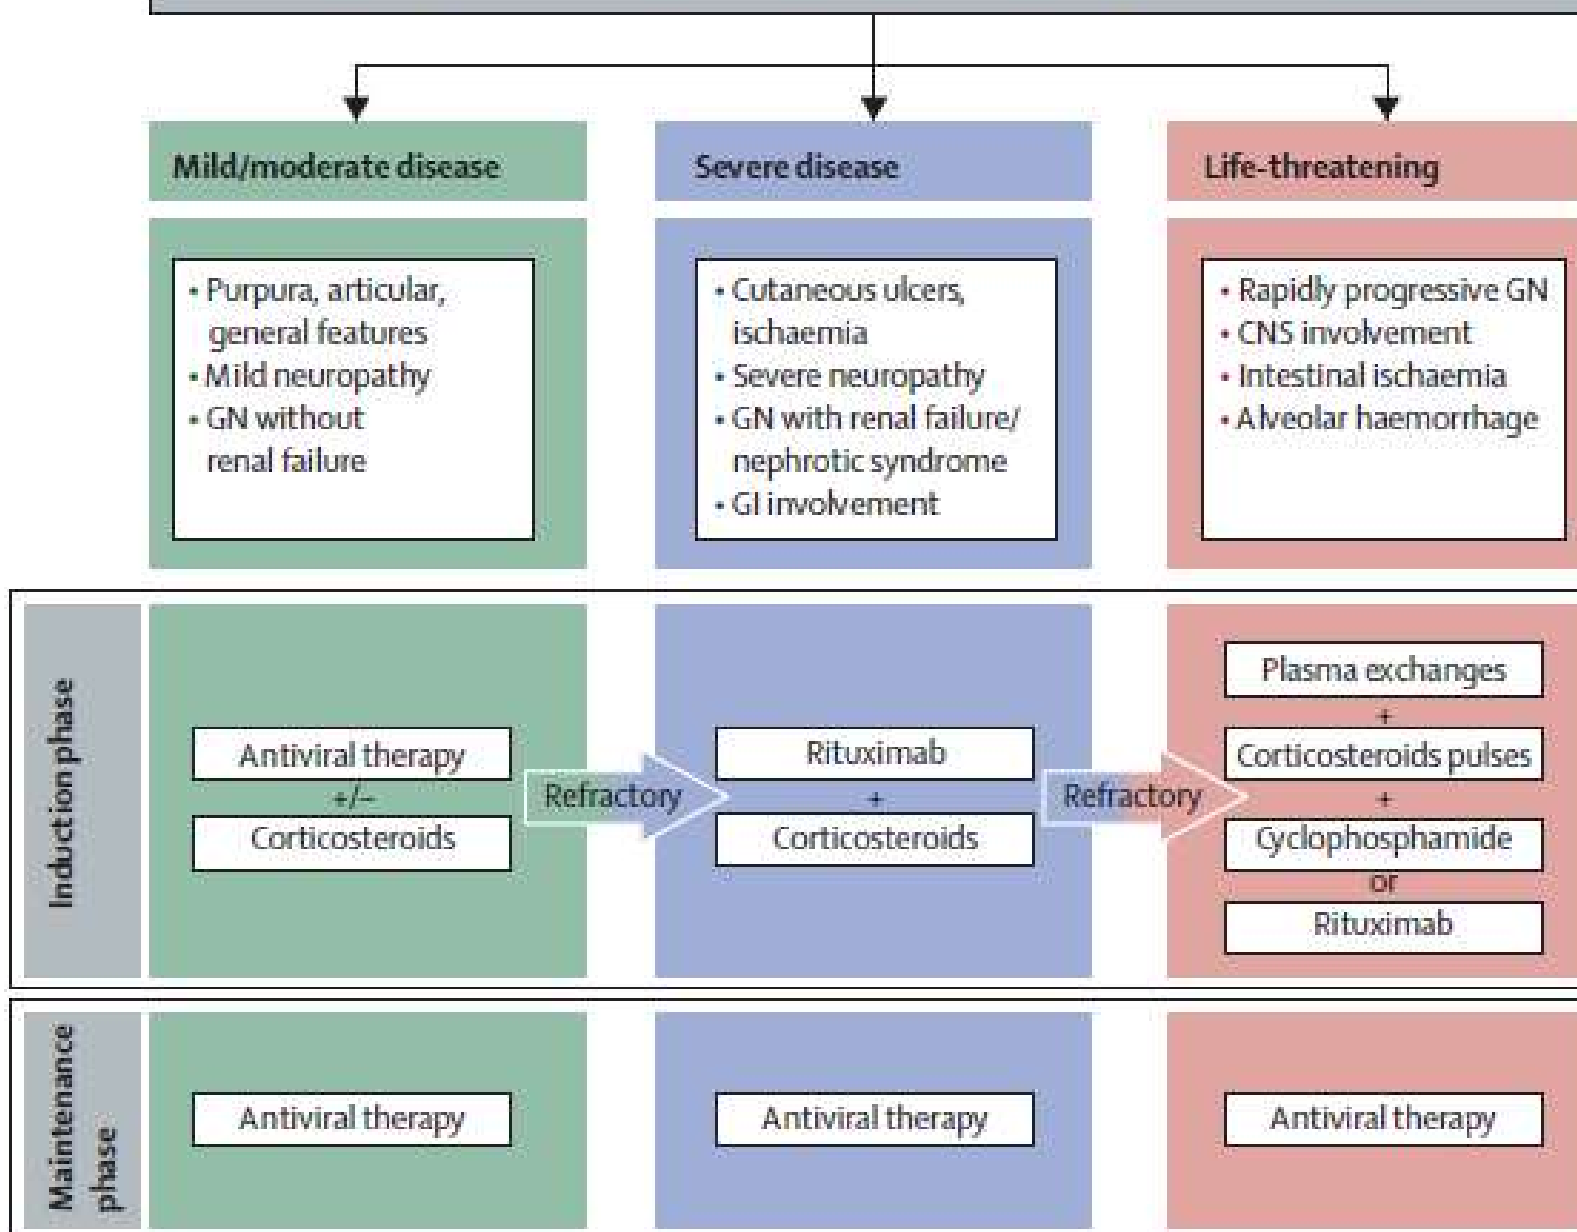 Mild/moderate disease
Severe disease
Life-threatening
• Purpura, articular,
general features
• Mild neuropathy
• GN without
renal failure
• Cutaneous ulcers,
ischaemia
• Severe neuropathy
• GN with renal failure/
nephrotic syndrome
• GI involvement
• Rapidly progressive GN
• CNS involvement
• Intestinal ischaemia
• Alveolar haemorrhage
Induction phase
Antiviral therapy
+/−
Corticosteroids
Refractory
Rituximab
+
Corticosteroids
Refractory
Plasma exchanges
+
Corticosteroids pulses
+
Cyclophosphamide
or
Rituximab
Maintenance
phase
Antiviral therapy
Antiviral therapy
Antiviral therapy